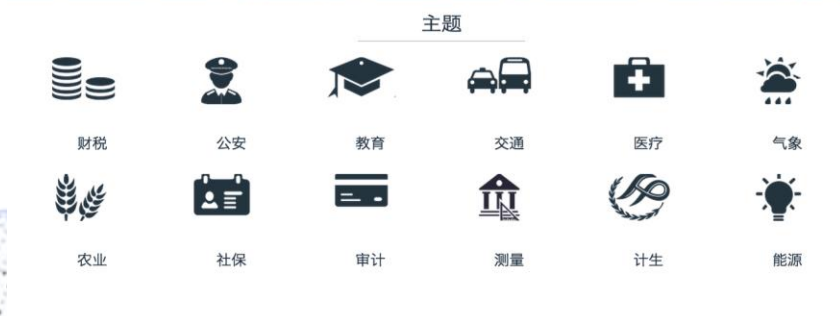 主题
财税 公安 教育 交通 医疗 气象
农业 社保 审计 测量 计生 能源